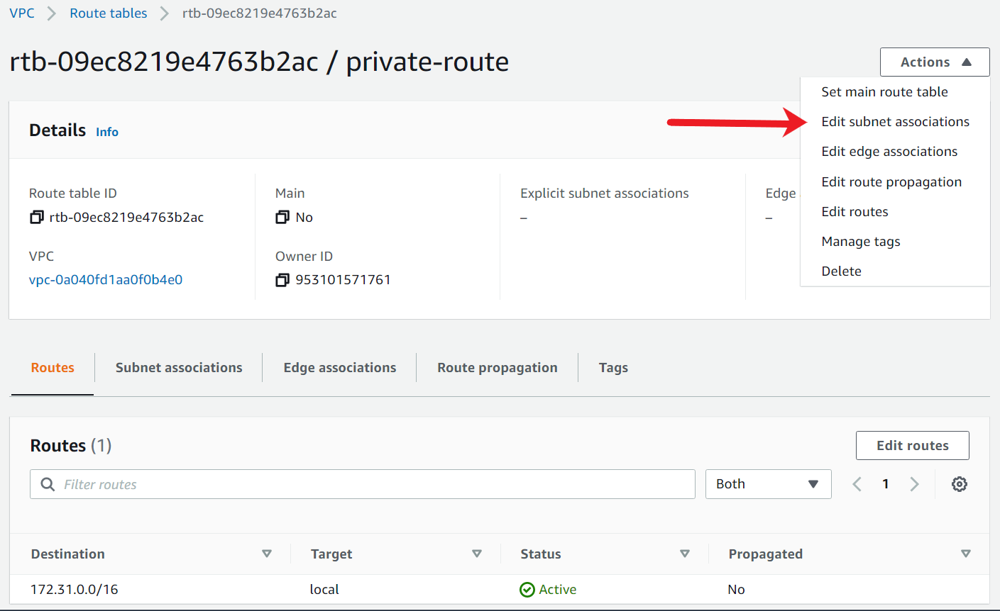 VPC > Route tables > rtb-09ec8219e4763b2ac
rtb-09ec8219e4763b2ac / private-route
Actions
Set main route table
Edit subnet associations
Edit edge associations
Edit route propagation
Edit routes
Manage tags
Delete
Details Info
Route table ID
rtb-09ec8219e4763b2ac
Main
No
Explicit subnet associations
–
Edge
–
VPC
vpc-0a040fd1aa0f0b4e0
Owner ID
953101571761
Routes Subnet associations Edge associations Route propagation Tags
Routes (1)
Edit routes
Filter routes
Both
1
Destination Target Status Propagated
172.31.0.0/16 local Active No